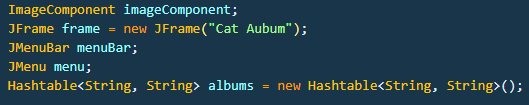 ImageComponent imageComponent;
JFrame frame = new JFrame("Cat Aubum");
JMenuBar menuBar;
JMenu menu;
Hashtable<String, String> albums = new Hashtable<String, String>();